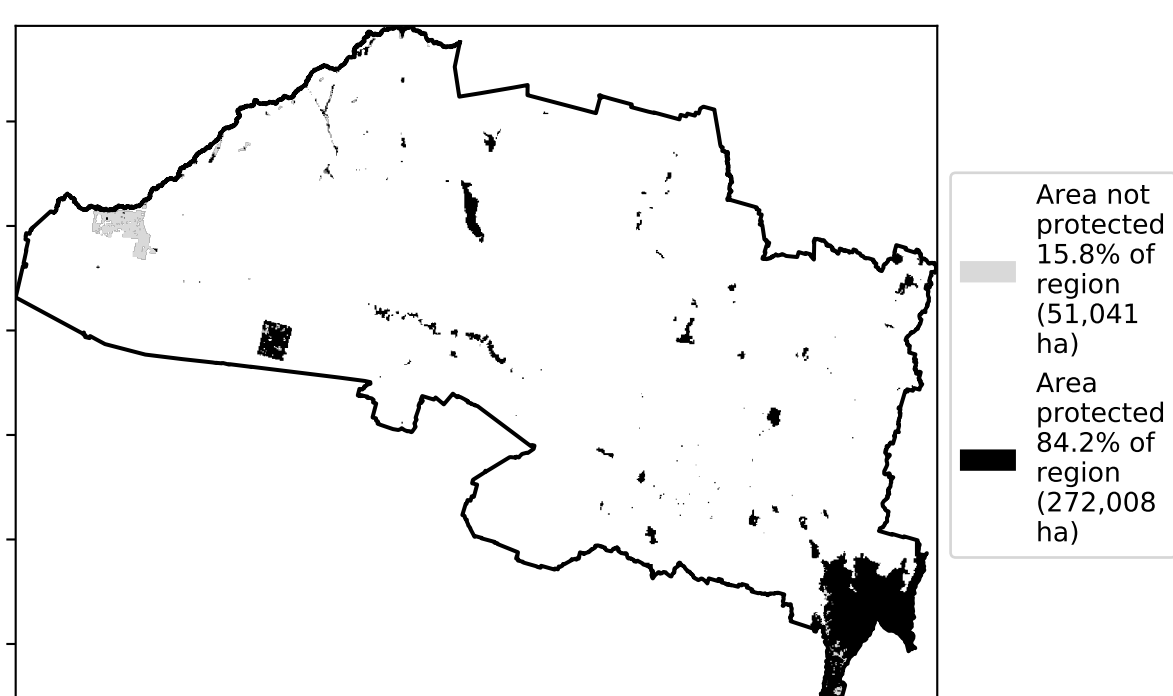 Area not
protected
15.8% of
region
(51,041
ha)
Area
protected
84.2% of
region
(272,008
ha)